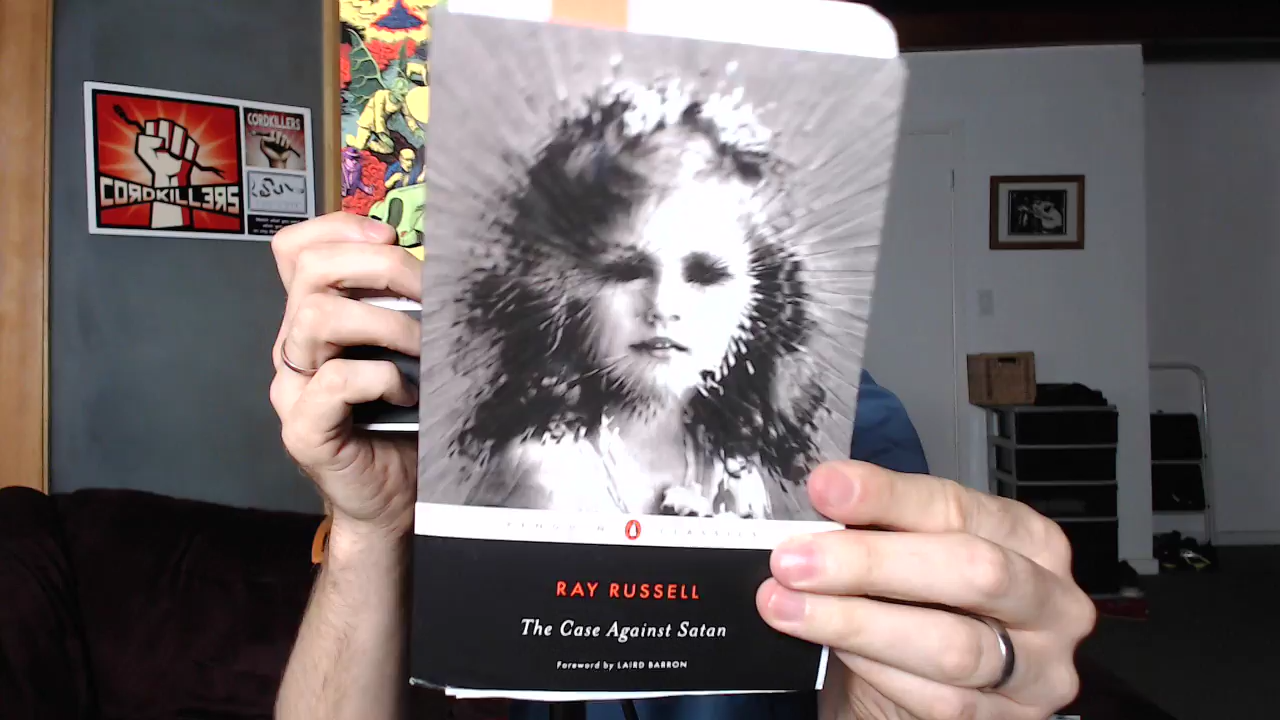 CORDKILLERS
CORDKILLERS
PENGUIN CLASSICS
RAY RUSSELL
The Case Against Satan
Foreword by LAIRD BARRON